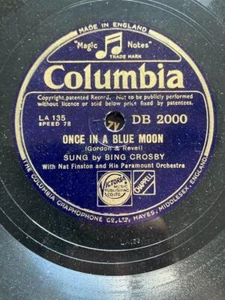 MADE IN ENGLAND
"Magic Notes"
TRADE MARK
Columbia
Copyright patented Record. Not to be publicly performed
without licence or sold below price fixed by Patentees.
LA 135
SPEED 78
DB 2000
ONCE IN A BLUE MOON
(Gordon & Revel)
SUNG by BING CROSBY
With Nat Finston and His Paramount Orchestra
VICTORIA
CHAPPELL
THE COLUMBIA GRAPHOPHONE CO., LTD., HAYES, MIDDLESEX, ENGLAND